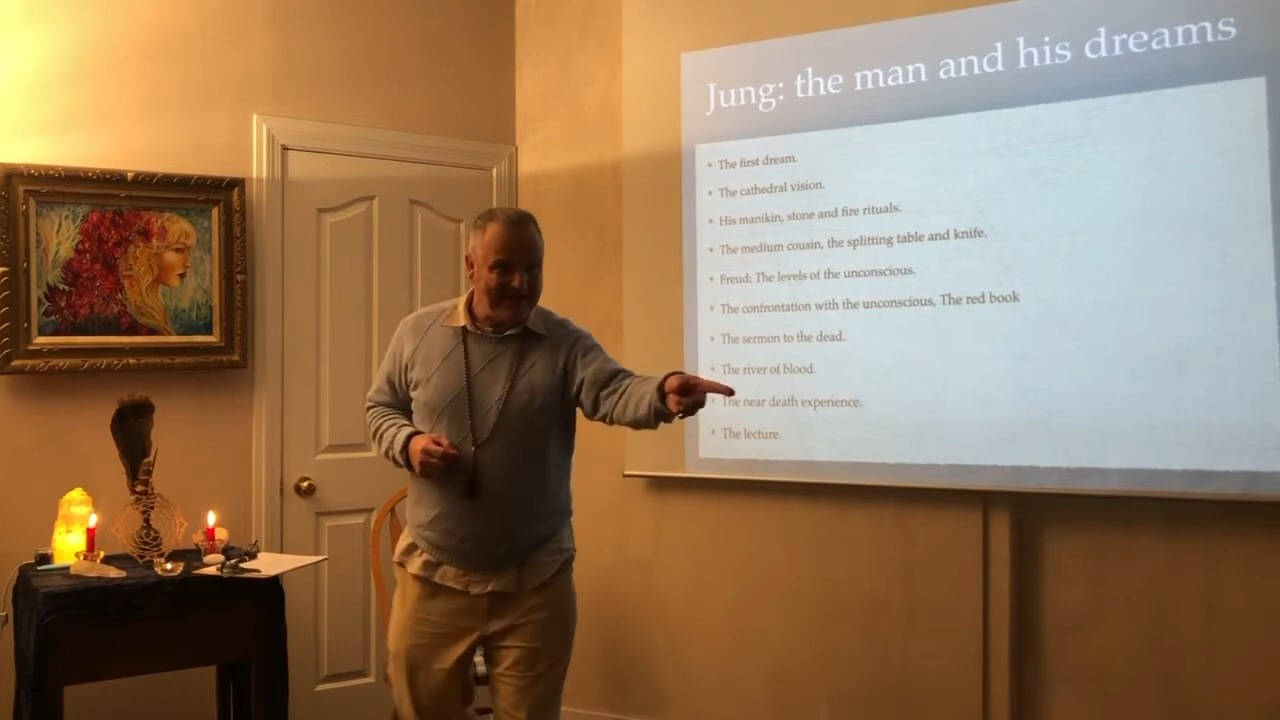 Jung: the man and his dreams
• The first dream.
• The cathedral vision.
• His manikin, stone and fire rituals.
• The medium cousin, the splitting table and knife.
• Freud: The levels of the unconscious.
• The confrontation with the unconscious, The red book
• The sermon to the dead.
• The river of blood.
• The near death experience.
• The lecture.